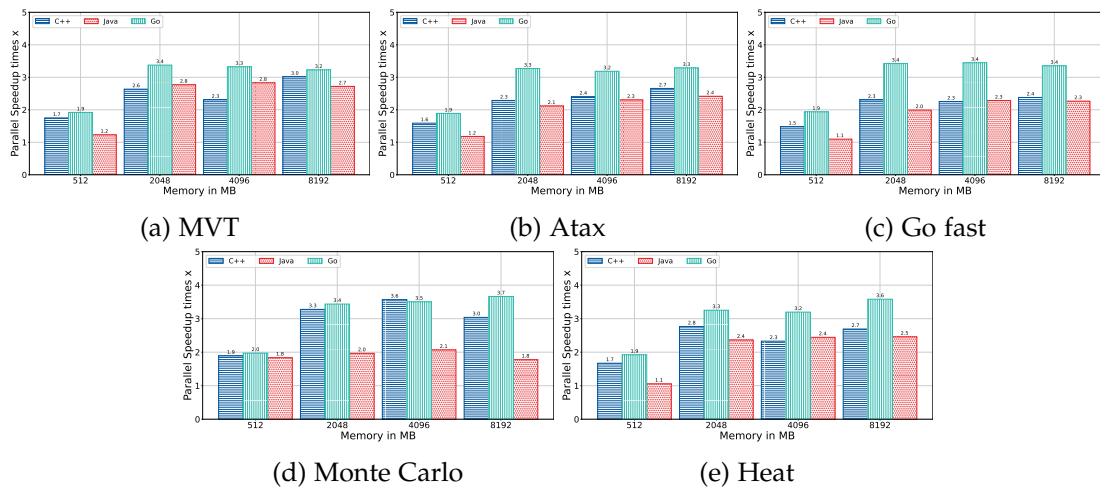 C++ Java Go
Parallel Speedup times x
5
4
3
2
1
0
1.7 1.9 1.2 2.6 3.4 2.8 2.3 3.3 2.8 3.0 3.2 2.7
512 2048 4096 8192
Memory in MB
(a) MVT
C++ Java Go
Parallel Speedup times x
5
4
3
2
1
0
1.6 1.9 1.2 2.3 3.3 2.1 2.4 3.2 2.3 2.7 3.3 2.4
512 2048 4096 8192
Memory in MB
(b) Atax
C++ Java Go
Parallel Speedup times x
5
4
3
2
1
0
1.5 1.9 1.1 2.3 3.4 2.0 2.3 3.4 2.3 2.4 3.4 2.3
512 2048 4096 8192
Memory in MB
(c) Go fast
C++ Java Go
Parallel Speedup times x
5
4
3
2
1
0
1.9 2.0 1.8 3.3 3.4 2.0 3.6 3.5 2.1 3.0 3.7 1.8
512 2048 4096 8192
Memory in MB
(d) Monte Carlo
C++ Java Go
Parallel Speedup times x
5
4
3
2
1
0
1.7 1.9 1.1 2.8 3.3 2.4 2.3 3.2 2.4 2.7 3.6 2.5
512 2048 4096 8192
Memory in MB
(e) Heat